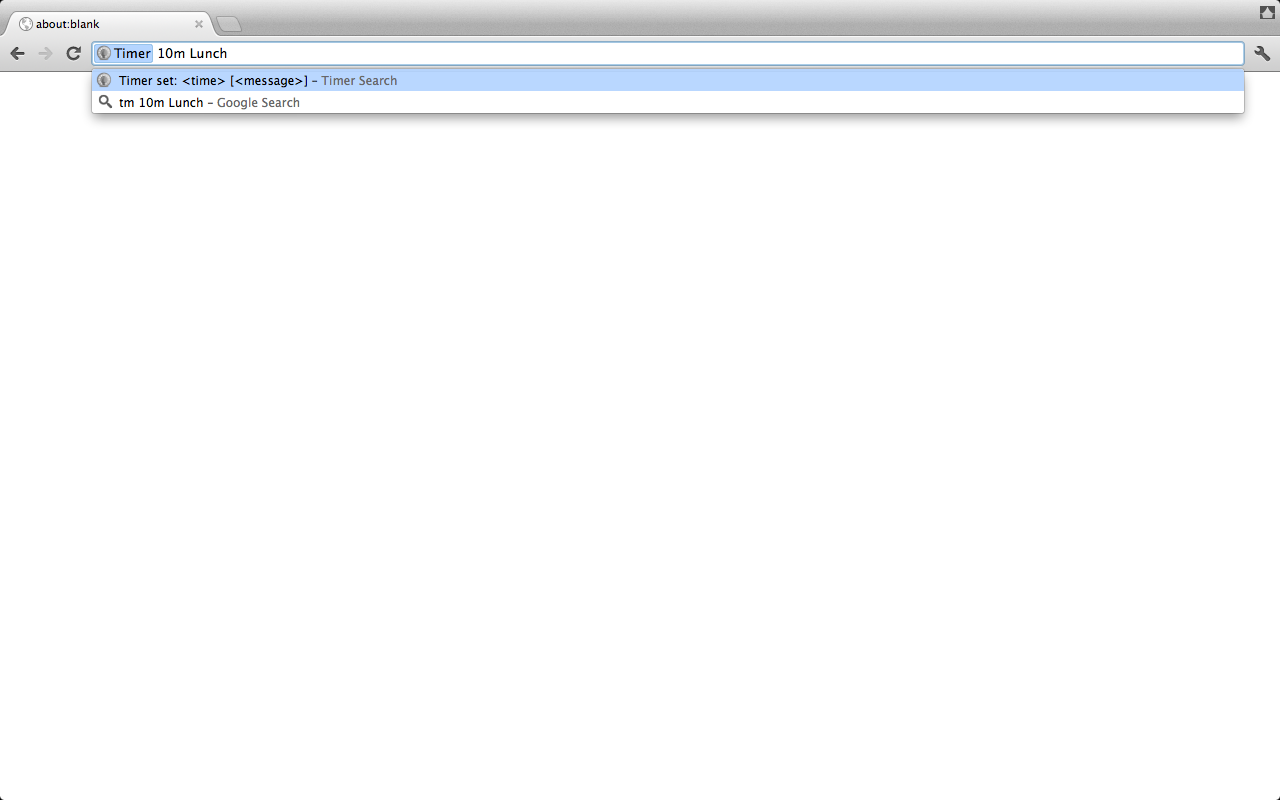 about:blank
Timer 10m Lunch
Timer set: <time> [<message>] – Timer Search
tm 10m Lunch – Google Search